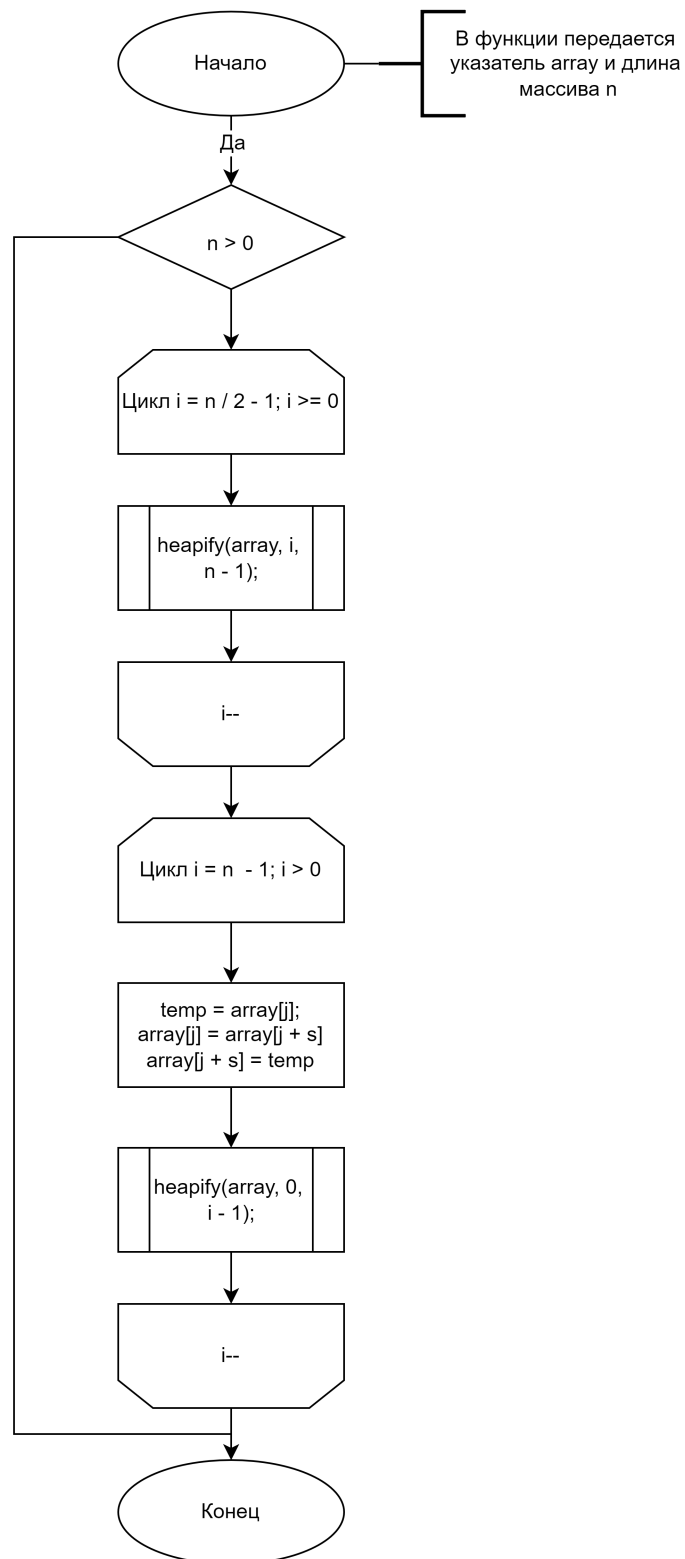 Начало
В функции передается
указатель array и длина
массива n
Да
n > 0
Цикл i = n / 2 - 1; i >= 0
heapify(array, i,
n - 1);
i--
Цикл i = n  - 1; i > 0
temp = array[j];
array[j] = array[j + s]
array[j + s] = temp
heapify(array, 0,
i - 1);
i--
Конец